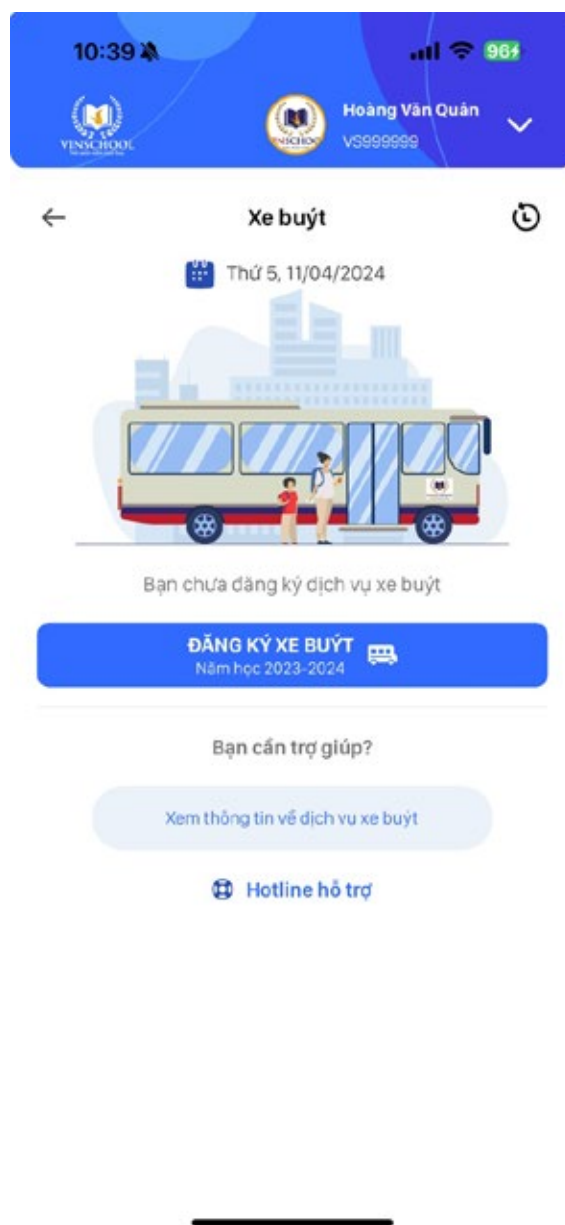 10:39
96
VINSCHOOL
VINSCHOOL
Hoàng Văn Quân
VS999999
Xe buýt
Thứ 5, 11/04/2024
Bạn chưa đăng ký dịch vụ xe buýt
ĐĂNG KÝ XE BUÝT
Năm học 2023-2024
Bạn cần trợ giúp?
Xem thông tin về dịch vụ xe buýt
Hotline hỗ trợ